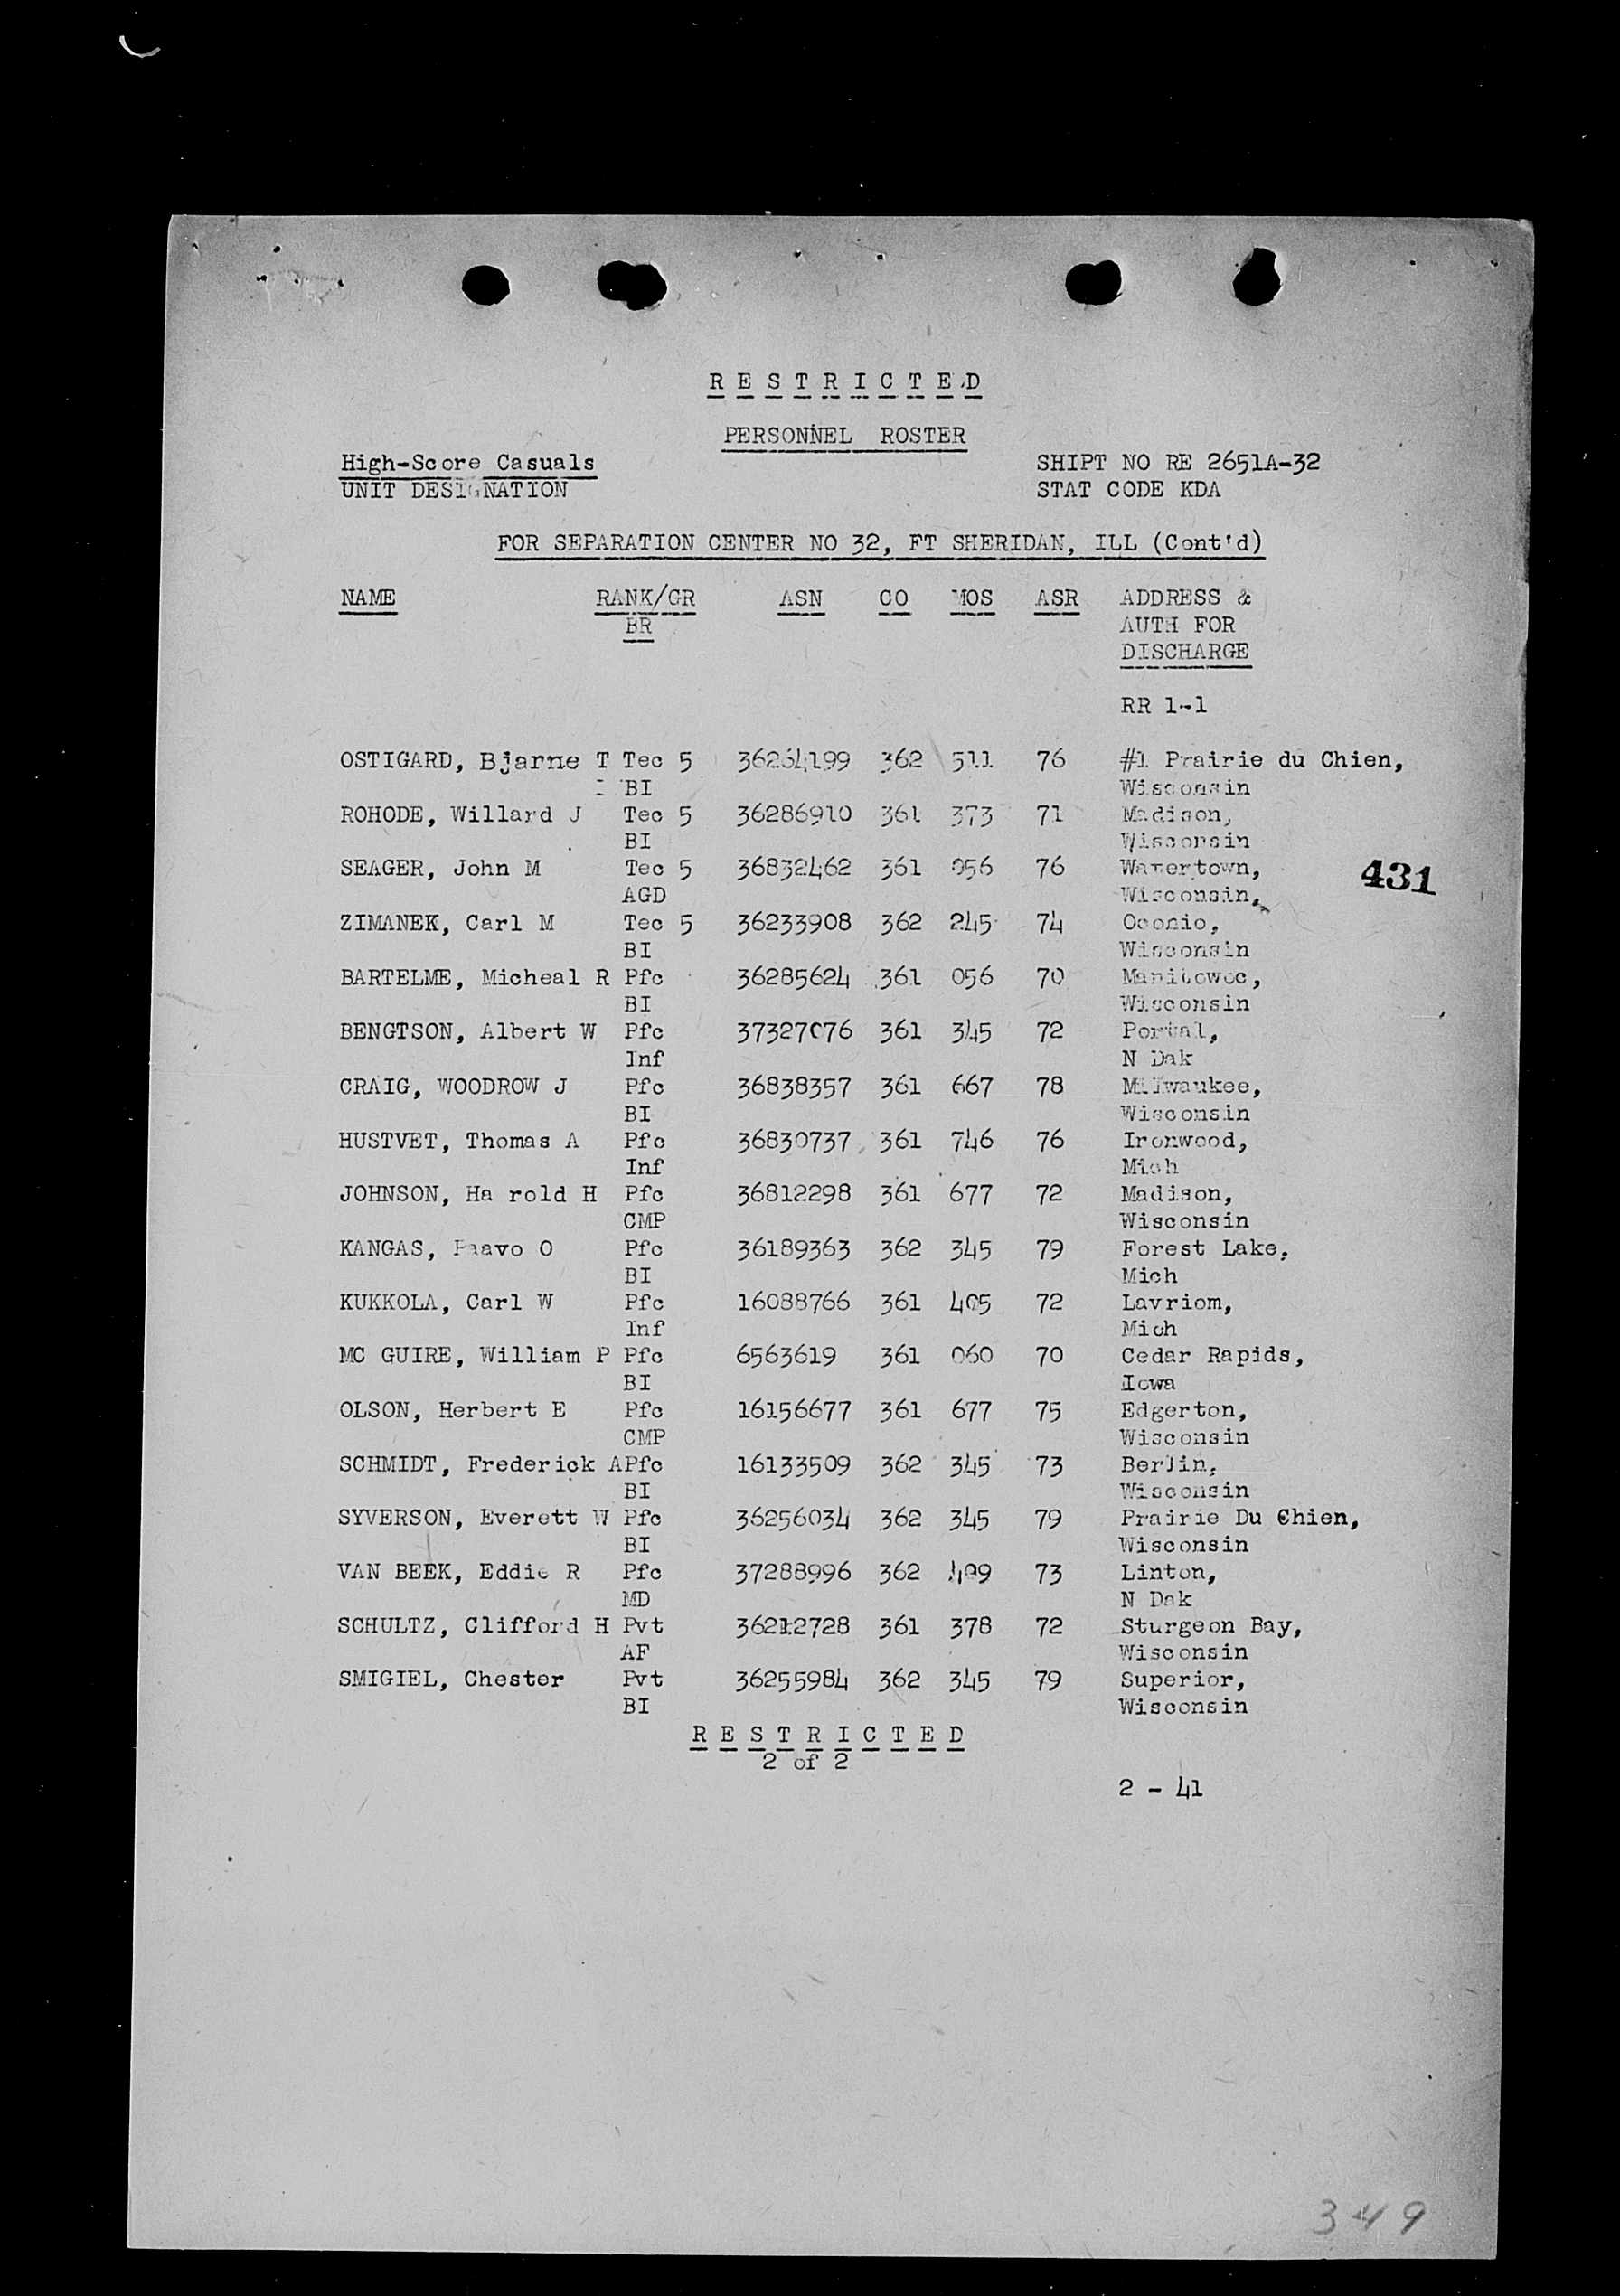 R E S T R I C T E D
PERSONNEL ROSTER
High-Score Casuals SHIPT NO RE 2651A-32
UNIT DESIGNATION STAT CODE KDA
FOR SEPARATION CENTER NO 32, FT SHERIDAN, ILL (Cont'd)
NAME RANK/GR ASN CO MOS ASR ADDRESS &
BR AUTH FOR
DISCHARGE
RR 1-1
OSTIGARD, Bjarne T Tec 5 36264199 362 511 76 #1 Prairie du Chien,
BI Wisconsin
ROHODE, Willard J Tec 5 36286910 361 373 71 Madison,
BI Wisconsin
SEAGER, John M Tec 5 36832462 361 056 76 Watertown,
AGD Wisconsin,
431
ZIMANEK, Carl M Tec 5 36233908 362 245 74 Oconto,
BI Wisconsin
BARTELME, Micheal R Pfc 36285624 361 056 70 Manitowoc,
BI Wisconsin
BENGTSON, Albert W Pfc 37327076 361 345 72 Portal,
Inf N Dak
CRAIG, WOODROW J Pfc 36838357 361 667 78 Milwaukee,
BI Wisconsin
HUSTVET, Thomas A Pfc 36830737 361 746 76 Ironwood,
Inf Mich
JOHNSON, Ha rold H Pfc 36812298 361 677 72 Madison,
CMP Wisconsin
KANGAS, Paavo O Pfc 36189363 362 345 79 Forest Lake,
BI Mich
KUKKOLA, Carl W Pfc 16088766 361 405 72 Lavriom,
Inf Mich
MC GUIRE, William P Pfc 6563619 361 060 70 Cedar Rapids,
BI Iowa
OLSON, Herbert E Pfc 16156677 361 677 75 Edgerton,
CMP Wisconsin
SCHMIDT, Frederick A Pfc 16133509 362 345 73 Berlin,
BI Wisconsin
SYVERSON, Everett W Pfc 36256034 362 345 79 Prairie Du Chien,
BI Wisconsin
VAN BEEK, Eddie R Pfc 37288996 362 409 73 Linton,
MD N Dak
SCHULTZ, Clifford H Pvt 36212728 361 378 72 Sturgeon Bay,
AF Wisconsin
SMIGIEL, Chester Pvt 36255984 362 345 79 Superior,
BI Wisconsin
R E S T R I C T E D
2 of 2
2 - 41
349